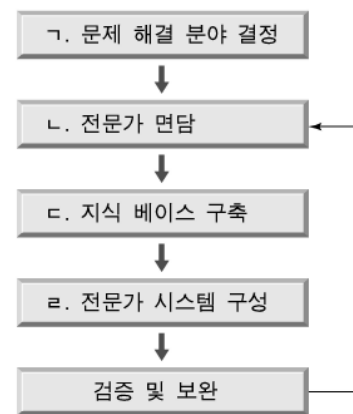 ㄱ. 문제 해결 분야 결정
ㄴ. 전문가 면담
ㄷ. 지식 베이스 구축
ㄹ. 전문가 시스템 구성
검증 및 보완